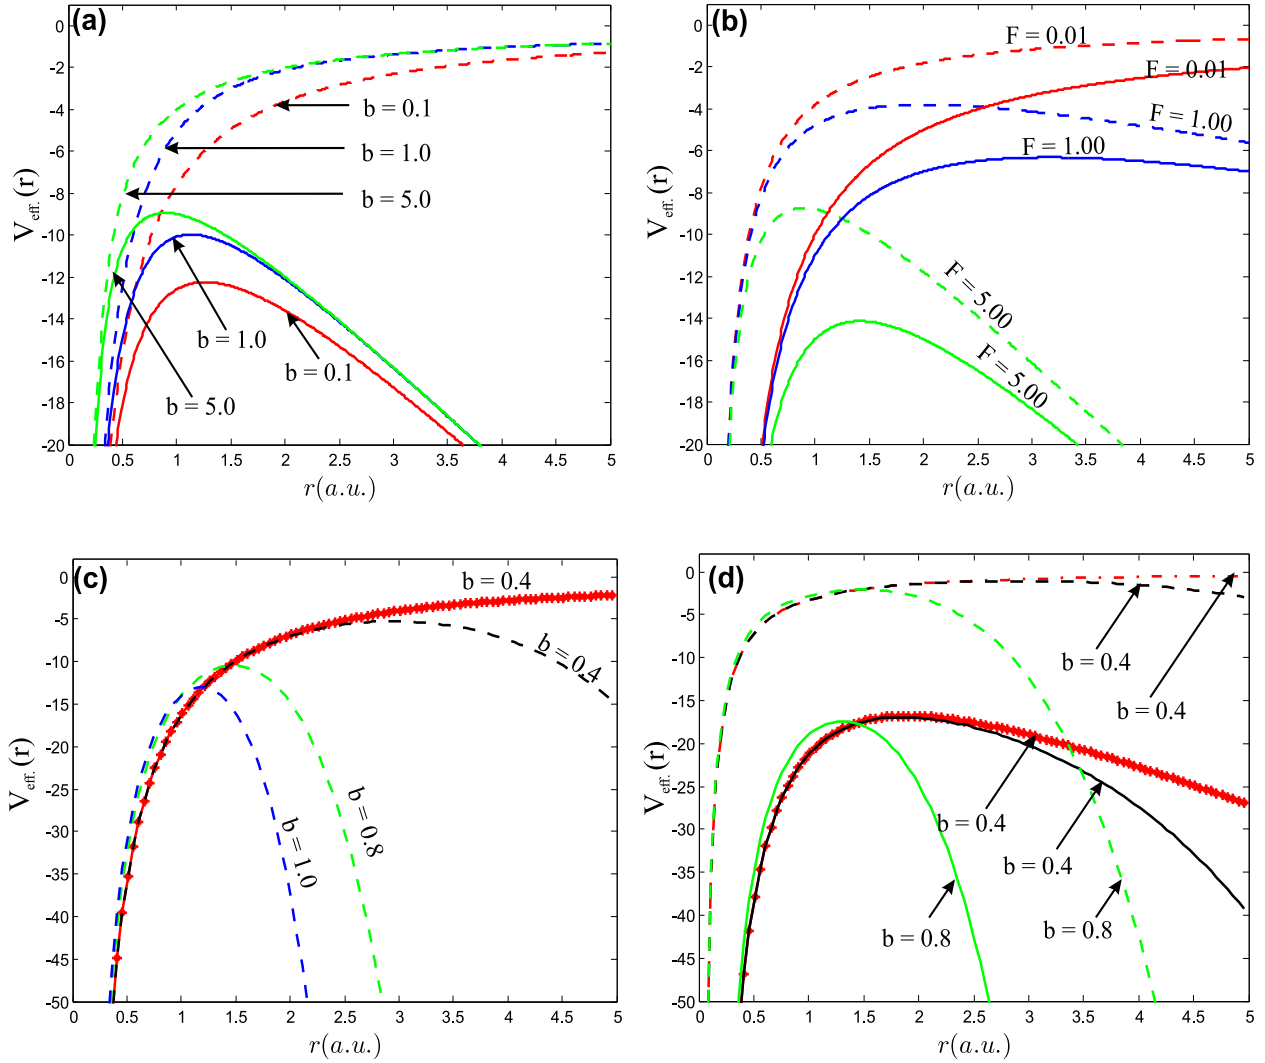 (a)
0
-2
-4
-6
-8
-10
-12
-14
-16
-18
-20
V_eff. (r)
b = 0.1
b = 1.0
b = 5.0
b = 1.0
b = 0.1
b = 5.0
0 0.5 1 1.5 2 2.5 3 3.5 4 4.5 5
r(a.u.)
(b)
0
-2
-4
-6
-8
-10
-12
-14
-16
-18
-20
V_eff. (r)
F = 0.01
F = 0.01
F = 1.00
F = 1.00
F = 5.00
F = 5.00
0 0.5 1 1.5 2 2.5 3 3.5 4 4.5 5
r(a.u.)
(c)
0
-5
-10
-15
-20
-25
-30
-35
-40
-45
-50
V_eff. (r)
b = 0.4
b = 0.4
b = 0.8
b = 1.0
0 0.5 1 1.5 2 2.5 3 3.5 4 4.5 5
r(a.u.)
(d)
0
-5
-10
-15
-20
-25
-30
-35
-40
-45
-50
V_eff. (r)
b = 0.4
b = 0.4
b = 0.4
b = 0.4
b = 0.8
b = 0.8
0 0.5 1 1.5 2 2.5 3 3.5 4 4.5 5
r(a.u.)